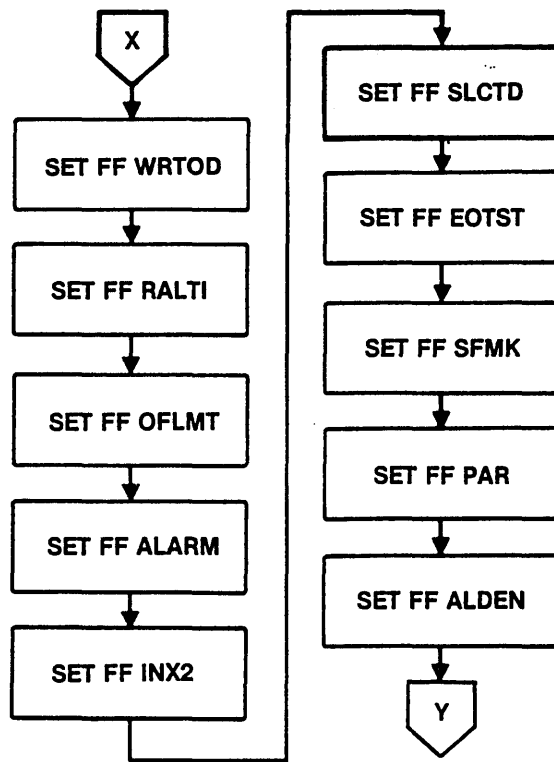 X
SET FF WRTOD
SET FF RALTI
SET FF OFLMT
SET FF ALARM
SET FF INX2
SET FF SLCTD
SET FF EOTST
SET FF SFMK
SET FF PAR
SET FF ALDEN
Y